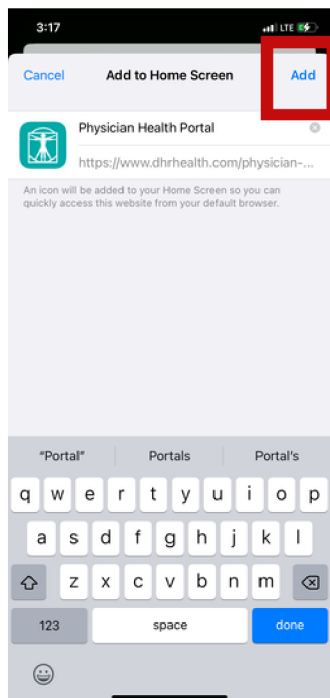 3:17 LTE
Cancel Add to Home Screen Add
Physician Health Portal
https://www.dhrhealth.com/physician-...
An icon will be added to your Home Screen so you can
quickly access this website from your default browser.
"Portal" Portals Portal's
q w e r t y u i o p
a s d f g h j k l
z x c v b n m
123 space done